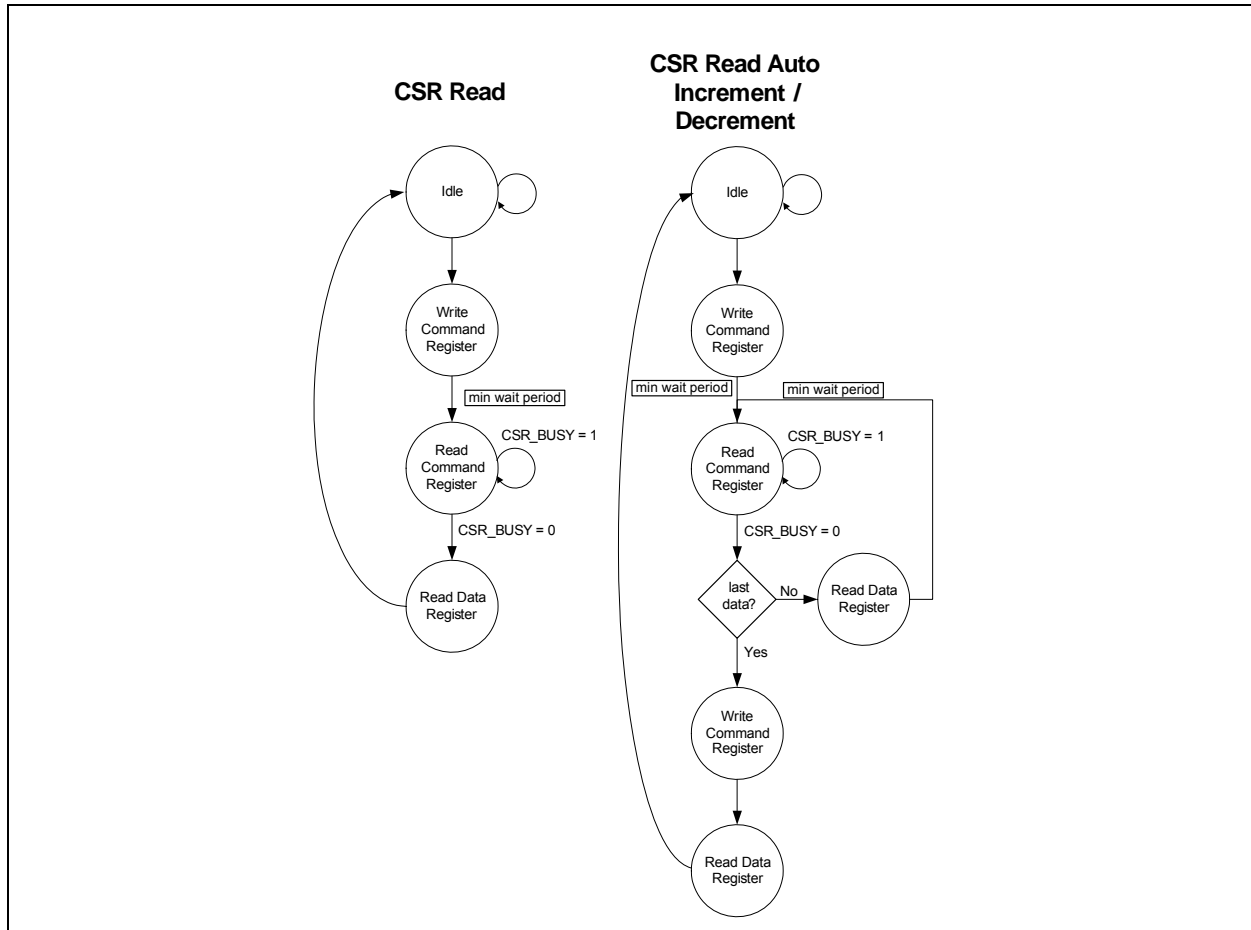 CSR Read
Idle
Write
Command
Register
min wait period
CSR_BUSY = 1
Read
Command
Register
CSR_BUSY = 0
Read Data
Register
CSR Read Auto
Increment /
Decrement
Idle
Write
Command
Register
min wait period
min wait period
CSR_BUSY = 1
Read
Command
Register
CSR_BUSY = 0
last
data?
No
Read Data
Register
Yes
Write
Command
Register
Read Data
Register